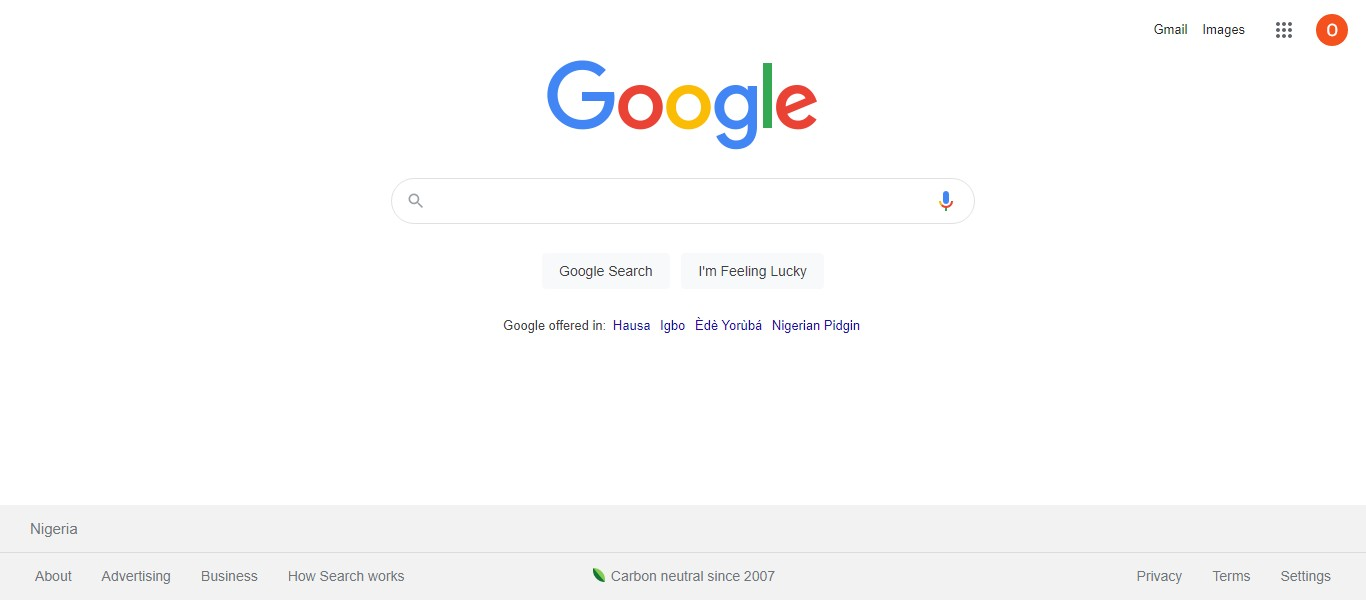 Gmail Images
O
Google
Google Search I'm Feeling Lucky
Google offered in: Hausa Igbo Èdè Yorùbá Nigerian Pidgin
Nigeria
About Advertising Business How Search works Carbon neutral since 2007 Privacy Terms Settings